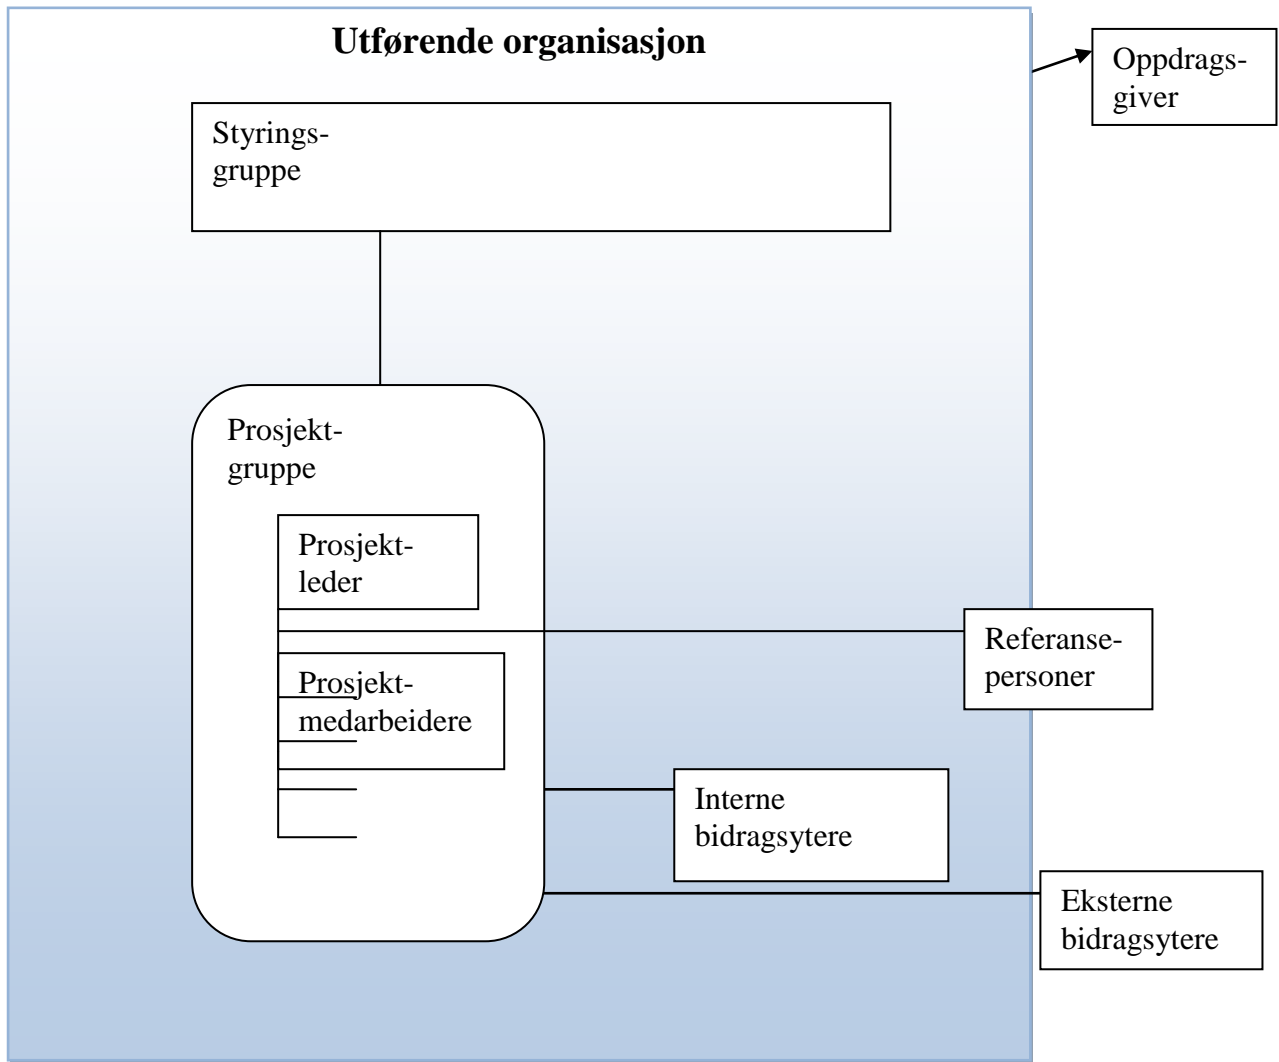 Utførende organisasjon
Oppdrags-
giver
Styrings-
gruppe
Prosjekt-
gruppe
Prosjekt-
leder
Referanse-
personer
Prosjekt-
medarbeidere
Interne
bidragsytere
Eksterne
bidragsytere